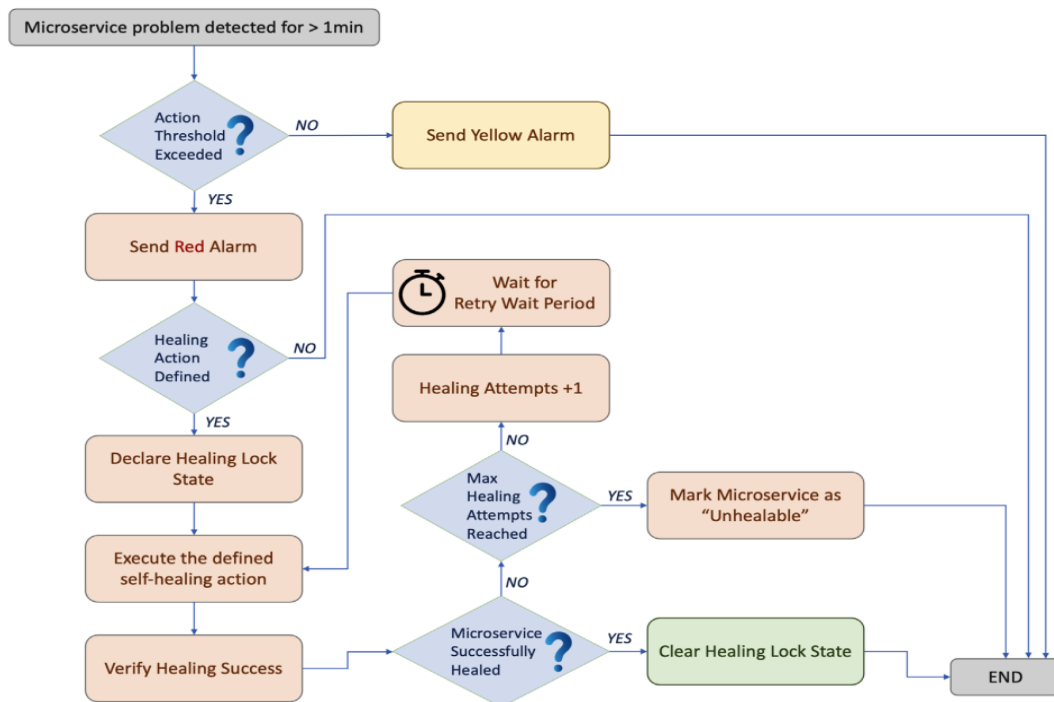 Microservice problem detected for > 1min
Action
Threshold
Exceeded
?
NO
Send Yellow Alarm
YES
Send Red Alarm
Healing
Action
Defined
?
NO
Wait for
Retry Wait Period
Healing Attempts +1
YES
NO
Declare Healing Lock
State
Max
Healing
Attempts
Reached
?
YES
Mark Microservice as
“Unhealable”
Execute the defined
self-healing action
NO
Verify Healing Success
Microservice
Successfully
Healed
?
YES
Clear Healing Lock State
END